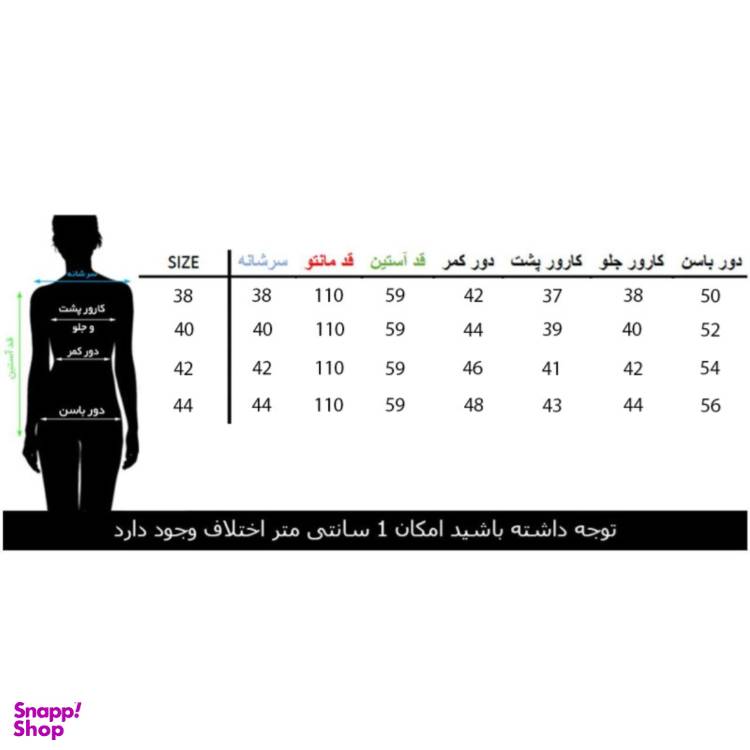 SIZE سرشانه قد مانتو قد آستین دور کمر کارور پشت کارور جلو دور باسن
38 38 110 59 42 37 38 50
40 40 110 59 44 39 40 52
42 42 110 59 46 41 42 54
44 44 110 59 48 43 44 56
سرشانه
کارور پشت
و جلو
دور کمر
قد آستین
دور باسن
توجه داشته باشید امکان 1 سانتی متر اختلاف وجود دارد
Snapp!
Shop